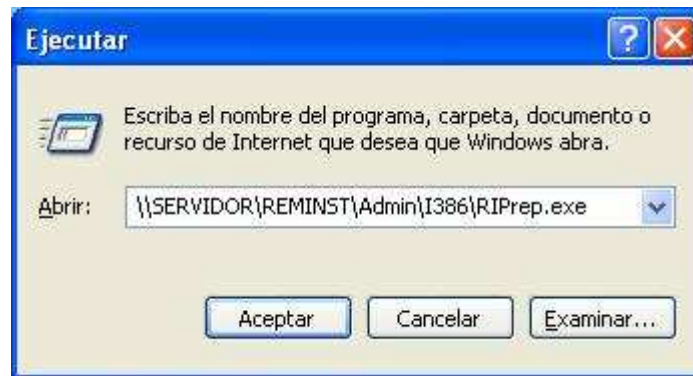 Ejecutar
Escriba el nombre del programa, carpeta, documento o
recurso de Internet que desea que Windows abra.
Abrir: \\SERVIDOR\REMINST\Admin\I386\RIPrep.exe
Aceptar Cancelar Examinar...